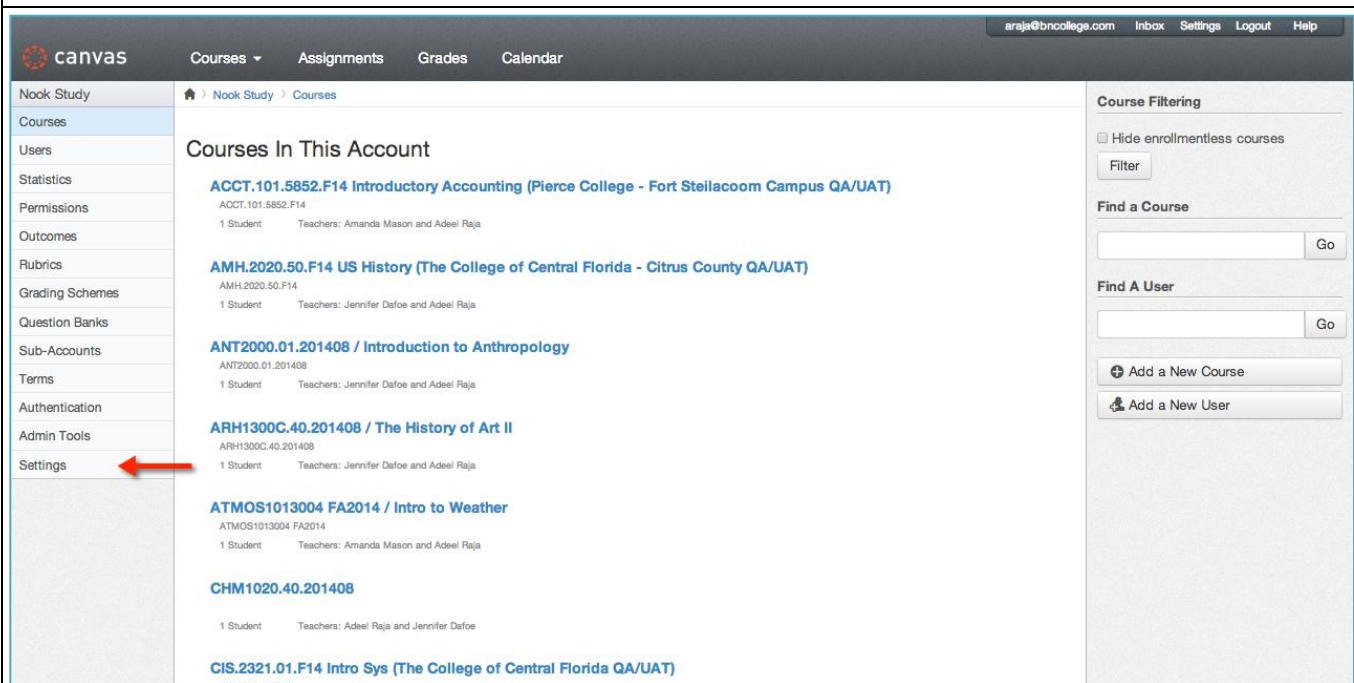 araja@bncollege.com Inbox Settings Logout Help
canvas Courses Assignments Grades Calendar
Nook Study
Courses
Users
Statistics
Permissions
Outcomes
Rubrics
Grading Schemes
Question Banks
Sub-Accounts
Terms
Authentication
Admin Tools
Settings
Nook Study Courses
Courses In This Account
ACCT.101.5852.F14 Introductory Accounting (Pierce College - Fort Steilacoom Campus QA/UAT)
ACCT.101.5852.F14
1 Student Teachers: Amanda Mason and Adeel Raja
AMH.2020.50.F14 US History (The College of Central Florida - Citrus County QA/UAT)
AMH.2020.50.F14
1 Student Teachers: Jennifer Dafoe and Adeel Raja
ANT2000.01.201408 / Introduction to Anthropology
ANT2000.01.201408
1 Student Teachers: Jennifer Dafoe and Adeel Raja
ARH1300C.40.201408 / The History of Art II
ARH1300C.40.201408
1 Student Teachers: Jennifer Dafoe and Adeel Raja
ATMOS1013004 FA2014 / Intro to Weather
ATMOS1013004 FA2014
1 Student Teachers: Amanda Mason and Adeel Raja
CHM1020.40.201408
1 Student Teachers: Adeel Raja and Jennifer Dafoe
CIS.2321.01.F14 Intro Sys (The College of Central Florida QA/UAT)
Course Filtering
Hide enrollmentless courses
Filter
Find a Course
Go
Find A User
Go
Add a New Course
Add a New User